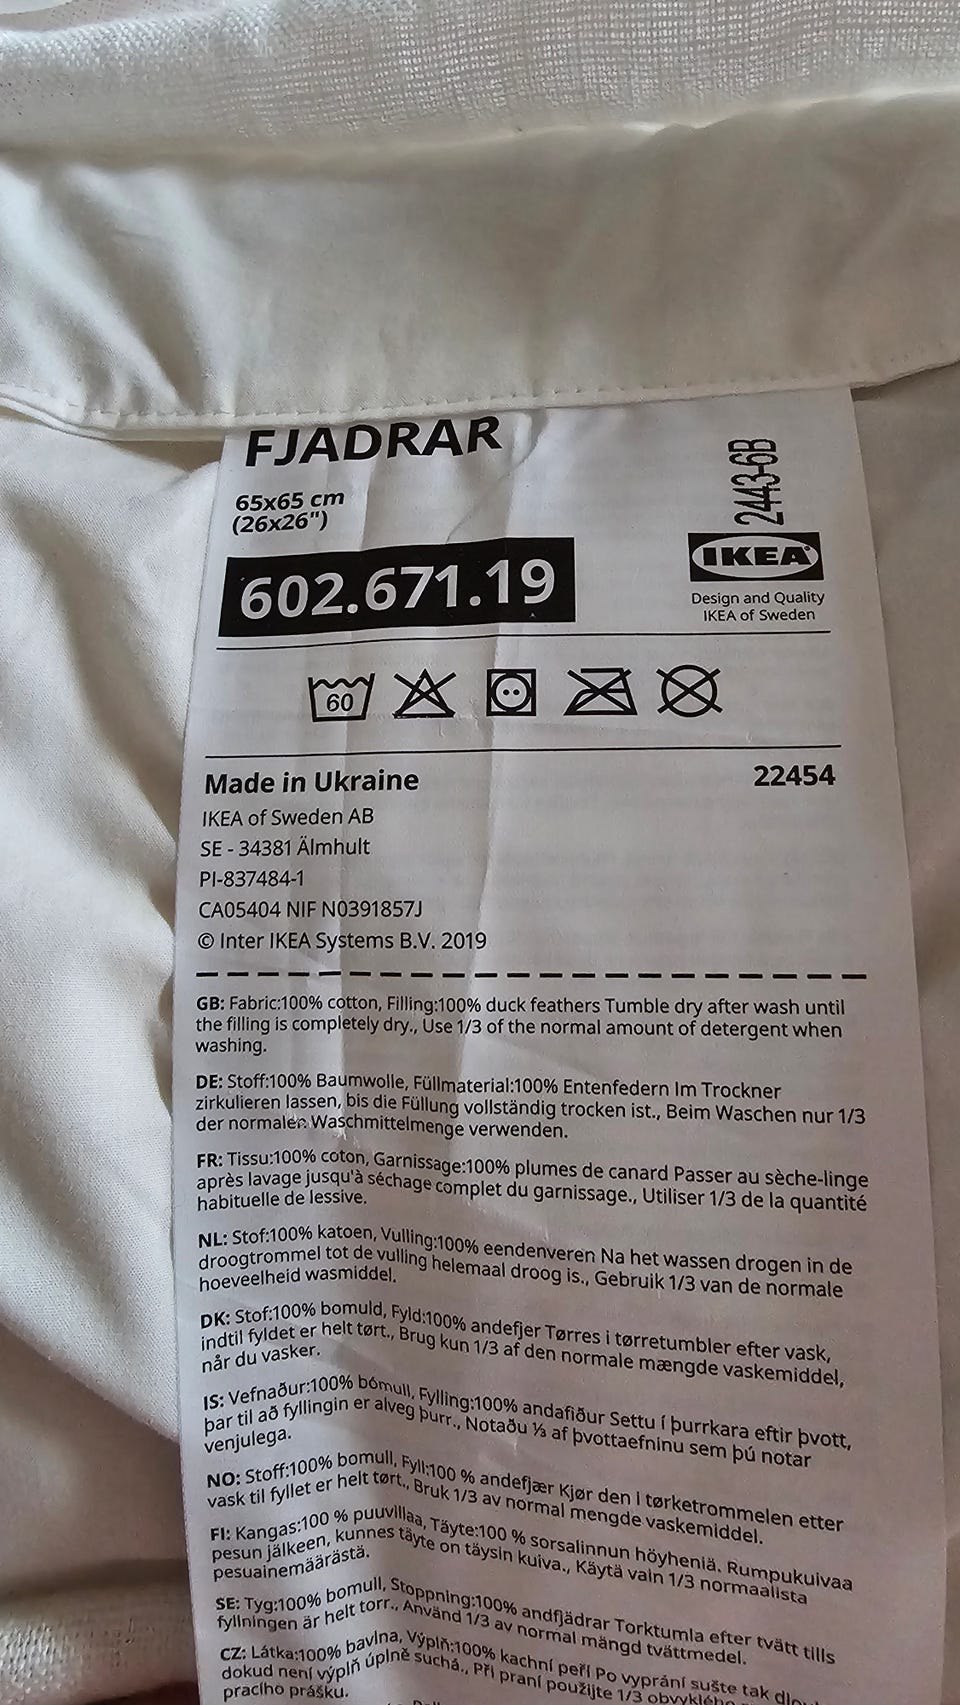 FJADRAR
65x65 cm
(26x26")
602.671.19
2443-6B
IKEA
Design and Quality
IKEA of Sweden
60
Made in Ukraine
22454
IKEA of Sweden AB
SE - 34381 Älmhult
PI-837484-1
CA05404 NIF N0391857J
© Inter IKEA Systems B.V. 2019
GB: Fabric:100% cotton, Filling:100% duck feathers Tumble dry after wash until
the filling is completely dry., Use 1/3 of the normal amount of detergent when
washing.
DE: Stoff:100% Baumwolle, Füllmaterial:100% Entenfedern Im Trockner
zirkulieren lassen, bis die Füllung vollständig trocken ist., Beim Waschen nur 1/3
der normalen Waschmittelmenge verwenden.
FR: Tissu:100% coton, Garnissage:100% plumes de canard Passer au sèche-linge
après lavage jusqu'à séchage complet du garnissage., Utiliser 1/3 de la quantité
habituelle de lessive.
NL: Stof:100% katoen, Vulling:100% eendenveren Na het wassen drogen in de
droogtrommel tot de vulling helemaal droog is., Gebruik 1/3 van de normale
hoeveelheid wasmiddel.
DK: Stof:100% bomuld, Fyld:100% andefjer Tørres i tørretumbler efter vask,
indtil fyldet er helt tørt., Brug kun 1/3 af den normale mængde vaskemiddel,
når du vasker.
IS: Vefnaður:100% bómull, Fylling:100% andafiður Settu í þurrkara eftir þvott,
þar til að fyllingin er alveg þurr., Notaðu ⅓ af þvottaefninu sem þú notar
venjulega.
NO: Stoff:100% bomull, Fyll:100 % andefjær Kjør den i tørketrommelen etter
vask til fyllet er helt tørt., Bruk 1/3 av normal mengde vaskemiddel.
FI: Kangas:100 % puuvillaa, Täyte:100 % sorsalinnun höyheniä. Rumpukuivaa
pesun jälkeen, kunnes täyte on täysin kuiva., Käytä vain 1/3 normaalista
pesuainemäärästä.
SE: Tyg:100% bomull, Stoppning:100% andfjädrar Torktumla efter tvätt tills
fyllningen är helt torr., Använd 1/3 av normal mängd tvättmedel.
CZ: Látka:100% bavlna, Výplň:100% kachní peří Po vyprání sušte tak
dokud není výplň úplně suchá., Při praní použijte 1/3 obvyklého
pracího prášku.